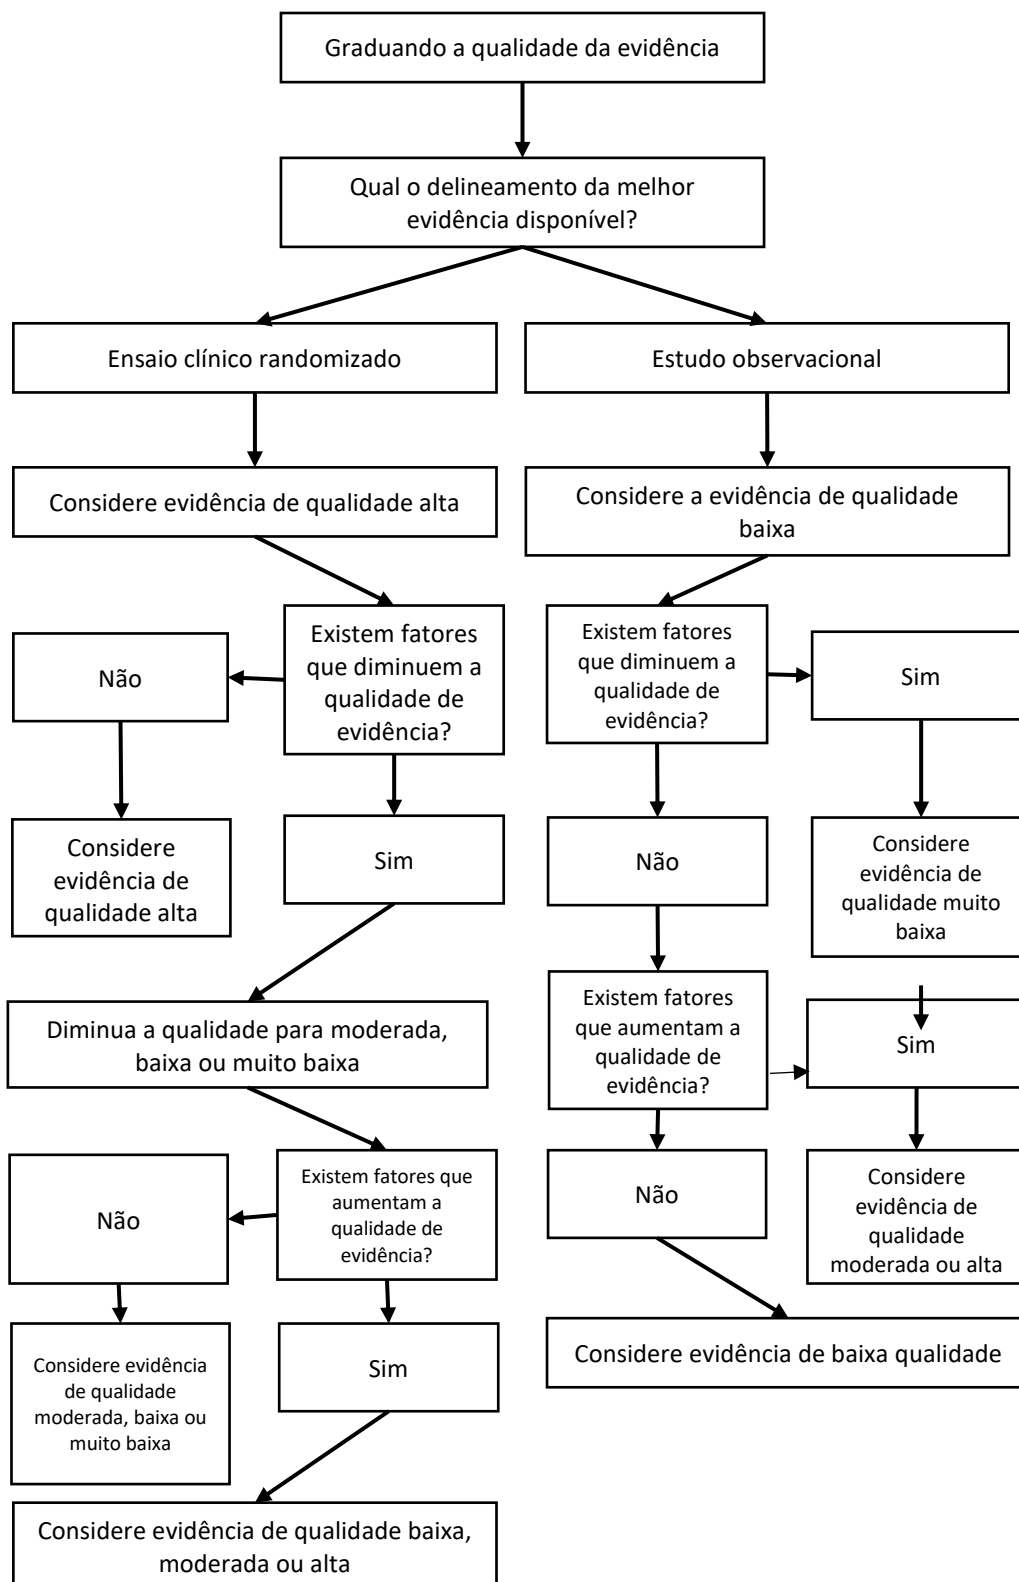 Graduando a qualidade da evidência
Qual o delineamento da melhor
evidência disponível?
Ensaio clínico randomizado
Estudo observacional
Considere evidência de qualidade alta
Considere a evidência de qualidade
baixa
Não
Existem fatores
que diminuem a
qualidade de
evidência?
Existem fatores
que diminuem a
qualidade de
evidência?
Sim
Considere
evidência de
qualidade alta
Sim
Não
Considere
evidência de
qualidade muito
baixa
Diminua a qualidade para moderada,
baixa ou muito baixa
Existem fatores
que aumentam a
qualidade de
evidência?
Sim
Não
Existem fatores que
aumentam a
qualidade de
evidência?
Não
Considere
evidência de
qualidade
moderada ou alta
Considere evidência
de qualidade
moderada, baixa ou
muito baixa
Sim
Considere evidência de baixa qualidade
Considere evidência de qualidade baixa,
moderada ou alta